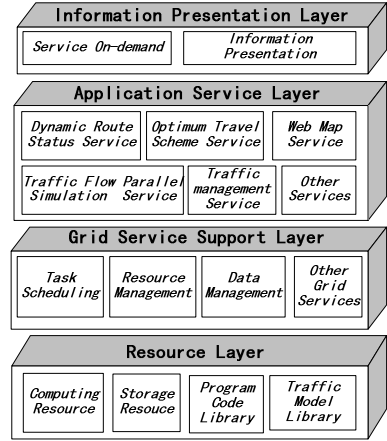 Information Presentation Layer
Service On-demand
Information
Presentation
Application Service Layer
Dynamic Route
Status Service
Optimum Travel
Scheme Service
Web Map
Service
Traffic Flow Parallel
Simulation Service
Traffic
management
Service
Other
Services
Grid Service Support Layer
Task
Scheduling
Resource
Management
Data
Management
Other
Grid
Services
Resource Layer
Computing
Resource
Storage
Resouce
Program
Code
Library
Traffic
Model
Library